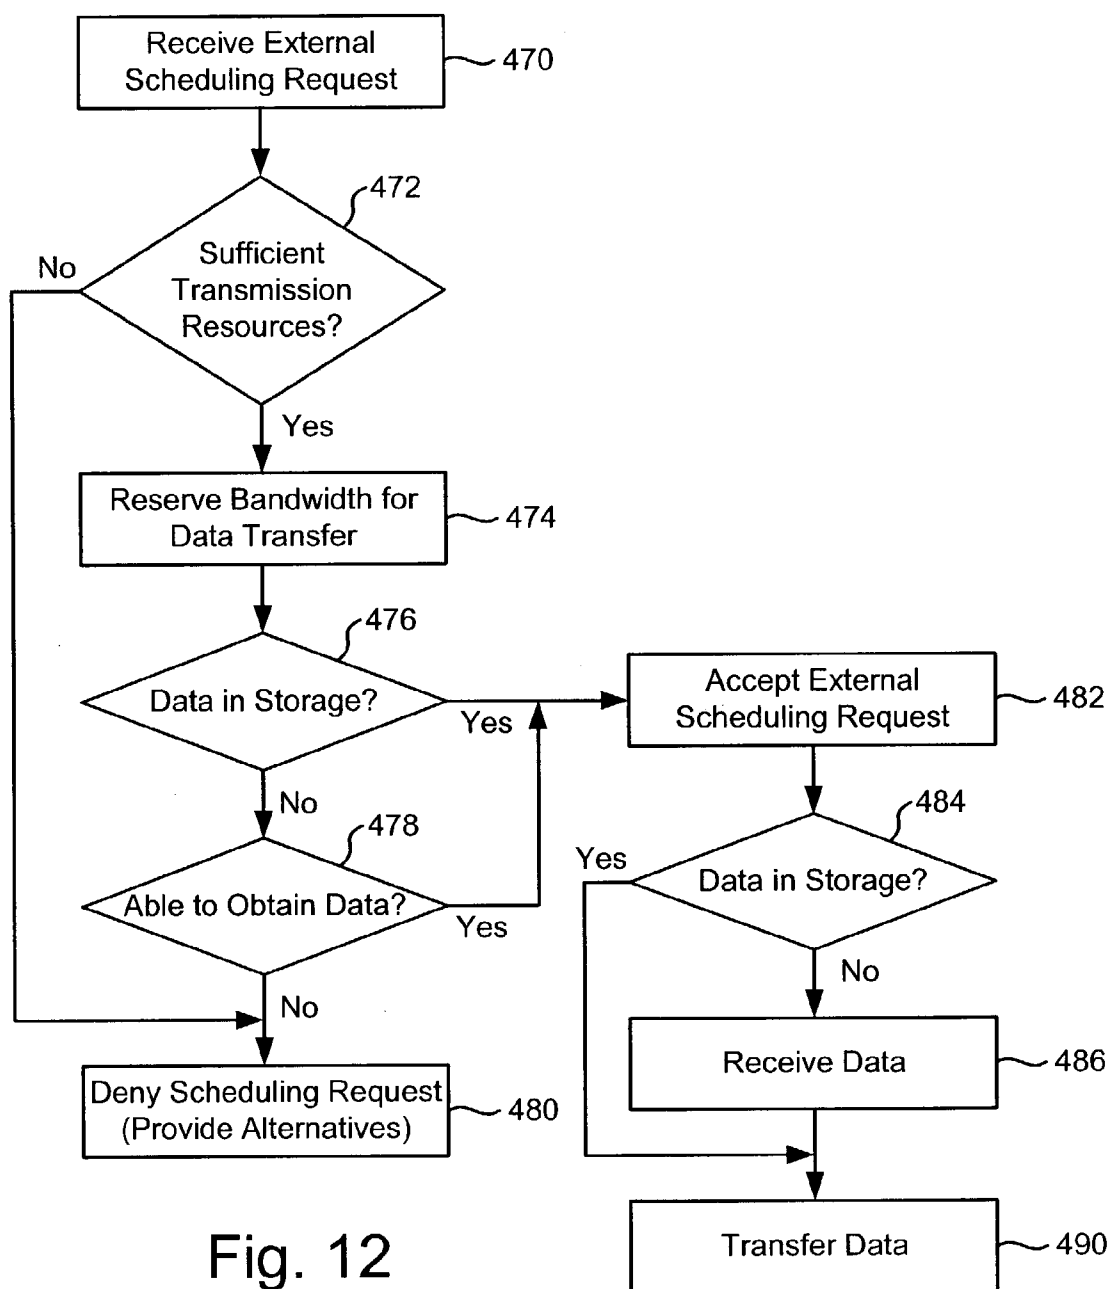 Receive External
Scheduling Request
470
472
Sufficient
Transmission
Resources?
No
Yes
Reserve Bandwidth for
Data Transfer
474
476
Data in Storage?
Yes
No
478
Able to Obtain Data?
Yes
No
Deny Scheduling Request
(Provide Alternatives)
480
Accept External
Scheduling Request
482
484
Yes
Data in Storage?
No
Receive Data
486
Transfer Data
490
Fig. 12